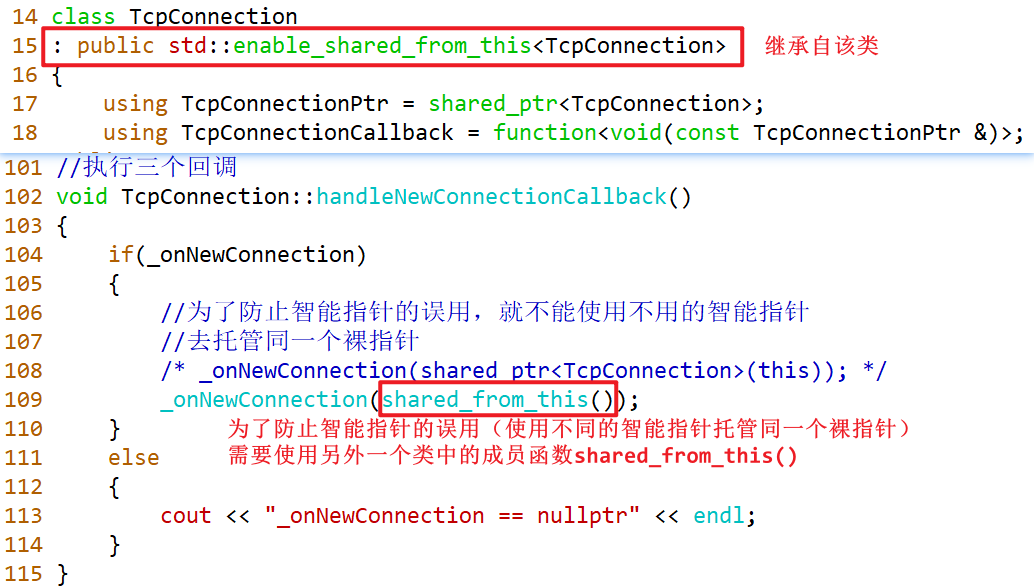 14 class TcpConnection
15 : public std::enable_shared_from_this<TcpConnection> 继承自该类
16 {
17     using TcpConnectionPtr = shared_ptr<TcpConnection>;
18     using TcpConnectionCallback = function<void(const TcpConnectionPtr &)>;
101 //执行三个回调
102 void TcpConnection::handleNewConnectionCallback()
103 {
104     if(_onNewConnection)
105     {
106         //为了防止智能指针的误用，就不能使用不用的智能指针
107         //去托管同一个裸指针
108         /* _onNewConnection(shared_ptr<TcpConnection>(this)); */
109         _onNewConnection(shared_from_this());
110     } 为了防止智能指针的误用（使用不同的智能指针托管同一个裸指针）
111     else 需要使用另外一个类中的成员函数shared_from_this()
112     {
113         cout << "_onNewConnection == nullptr" << endl;
114     }
115 }